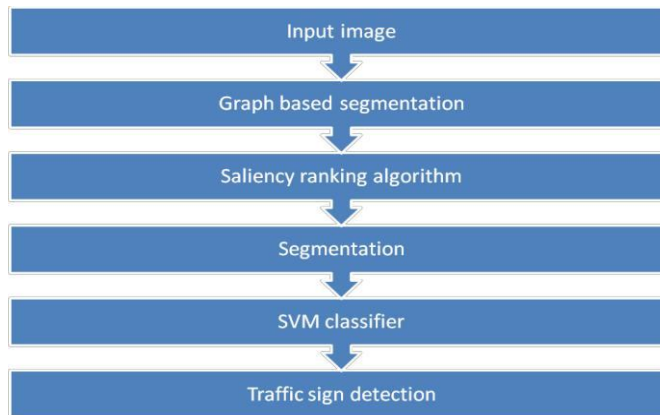 Input image
Graph based segmentation
Saliency ranking algorithm
Segmentation
SVM classifier
Traffic sign detection